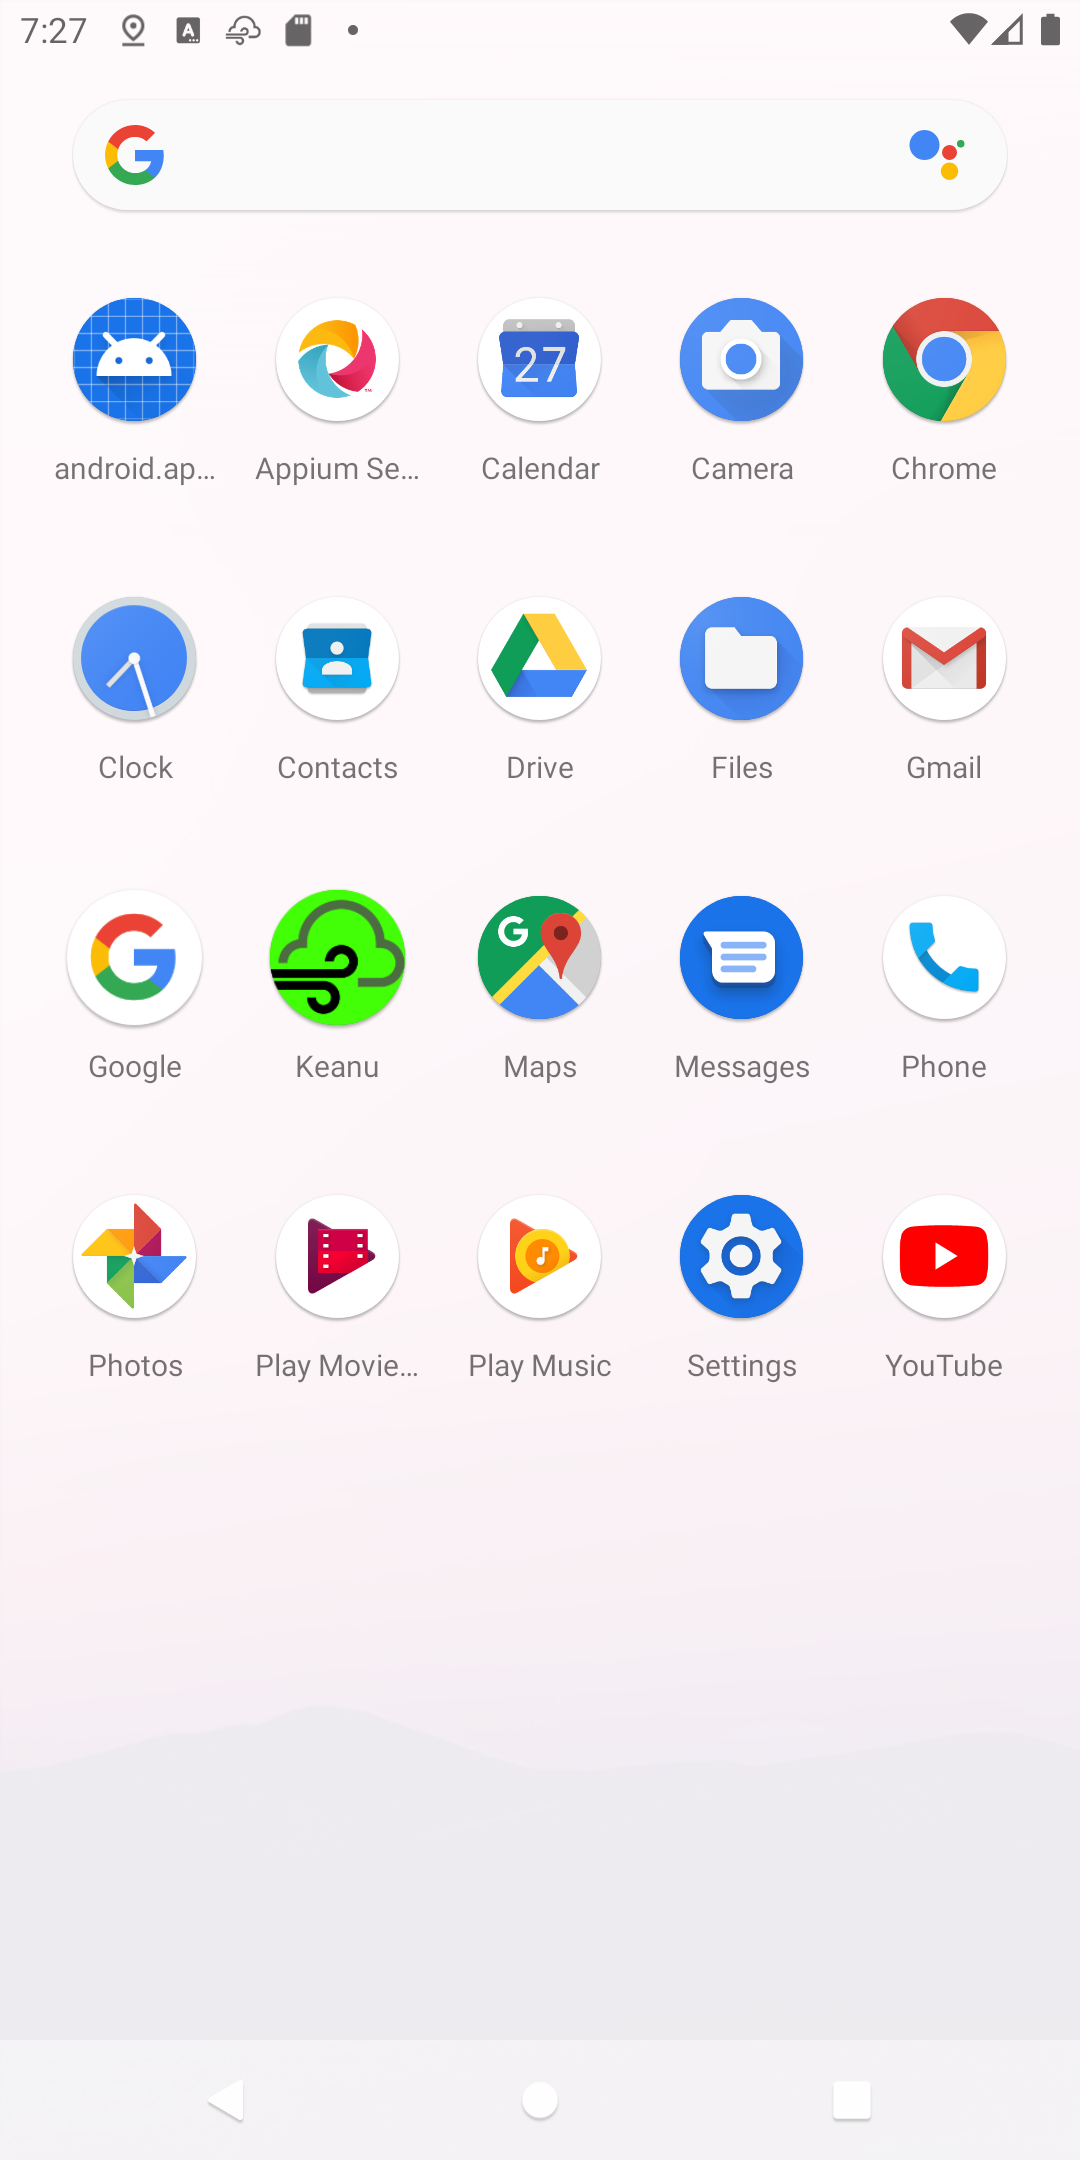 7:27
27
android.ap...
Appium Se...
Calendar
Camera
Chrome
Clock
Contacts
Drive
Files
Gmail
Google
Keanu
Maps
Messages
Phone
Photos
Play Movie...
Play Music
Settings
YouTube